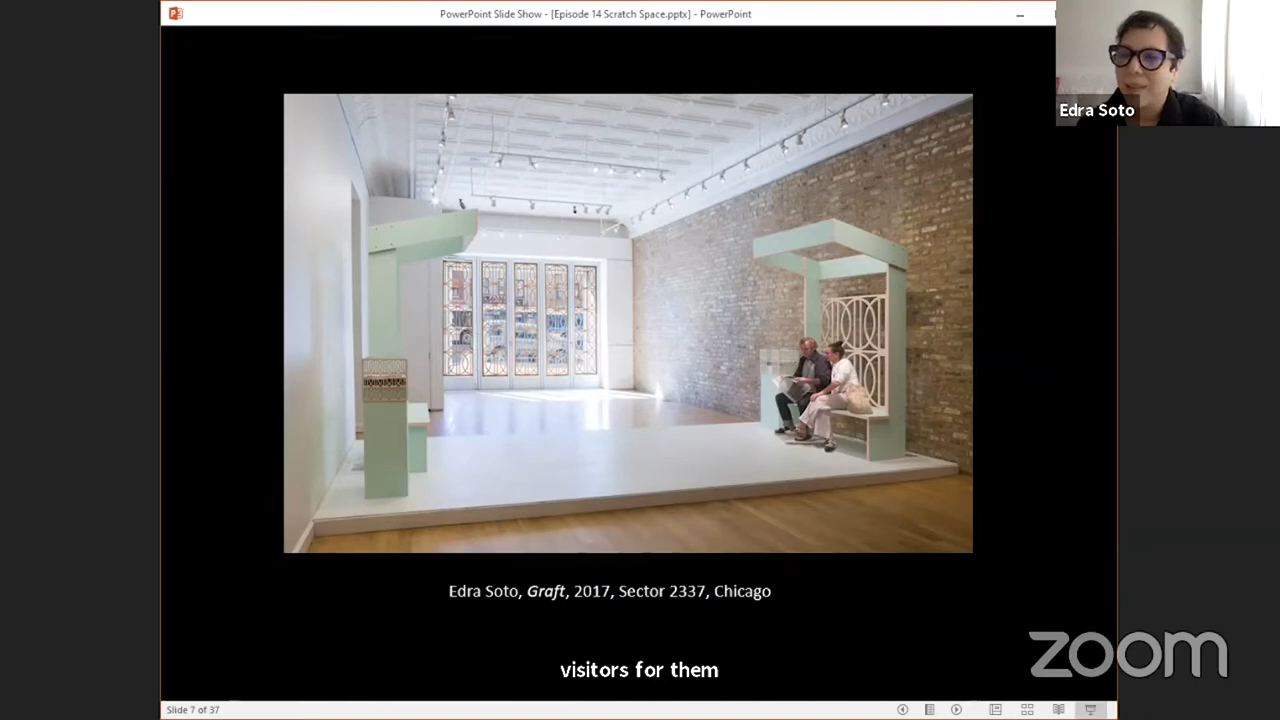 PowerPoint Slide Show - [Episode 14 Scratch Space.pptx] - PowerPoint
Edra Soto
Edra Soto, Graft, 2017, Sector 2337, Chicago
visitors for them
zoom
Slide 7 of 37